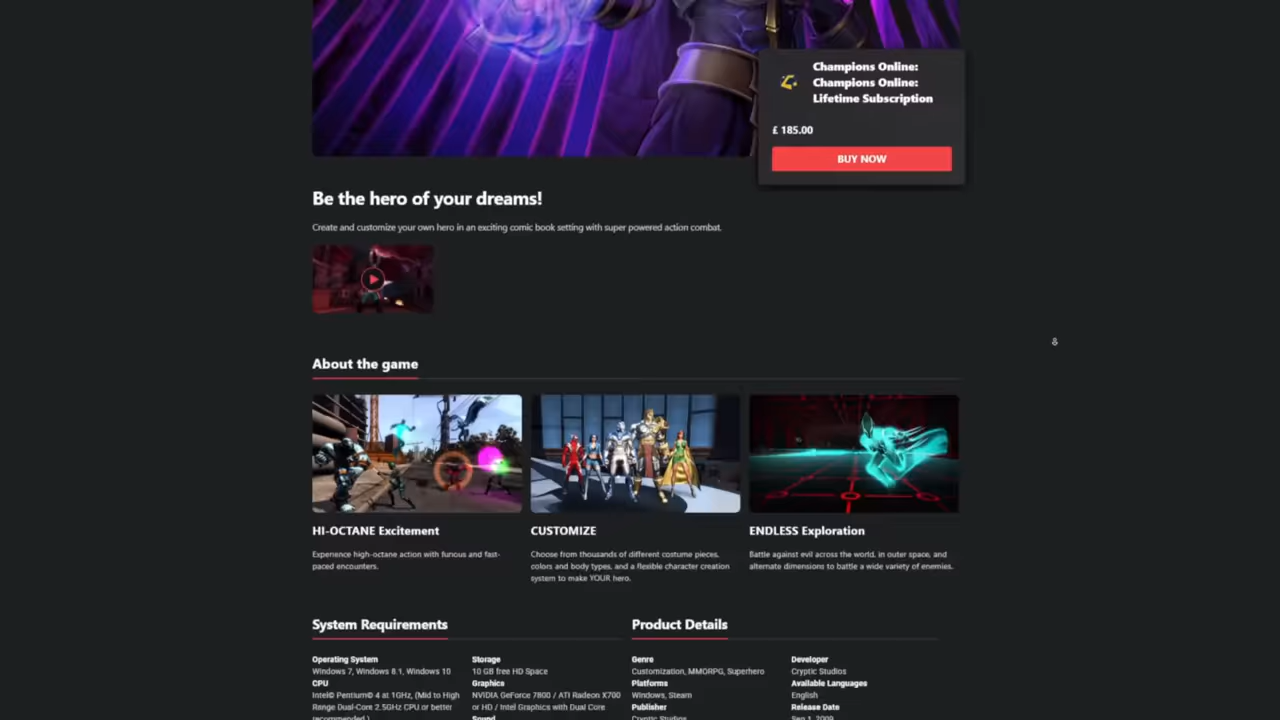 Champions Online:
Champions Online:
Lifetime Subscription
£ 185.00
BUY NOW
Be the hero of your dreams!
Create and customize your own hero in an exciting comic book setting with super powered action combat.
About the game
HI-OCTANE Excitement
Experience high-octane action with furious and fast-
paced encounters.
CUSTOMIZE
Choose from thousands of different costume pieces,
colors and body types, and a flexible character creation
system to make YOUR hero.
ENDLESS Exploration
Battle against evil across the world, in outer space, and
alternate dimensions to battle a wide variety of enemies.
System Requirements
Operating System
Windows 7, Windows 8.1, Windows 10
CPU
Intel© Pentium© 4 at 1GHz, (Mid to High
Range Dual-Core 2.5GHz CPU or better
recommended.)
Storage
10 GB free HD Space
Graphics
NVIDIA GeForce 7800 / ATI Radeon X700
or HD / Intel Graphics with Dual Core
Sound
Product Details
Genre
Customization, MMORPG, Superhero
Platforms
Windows, Steam
Publisher
Cryptic Studios
Developer
Cryptic Studios
Available Languages
English
Release Date
Sep 1, 2009